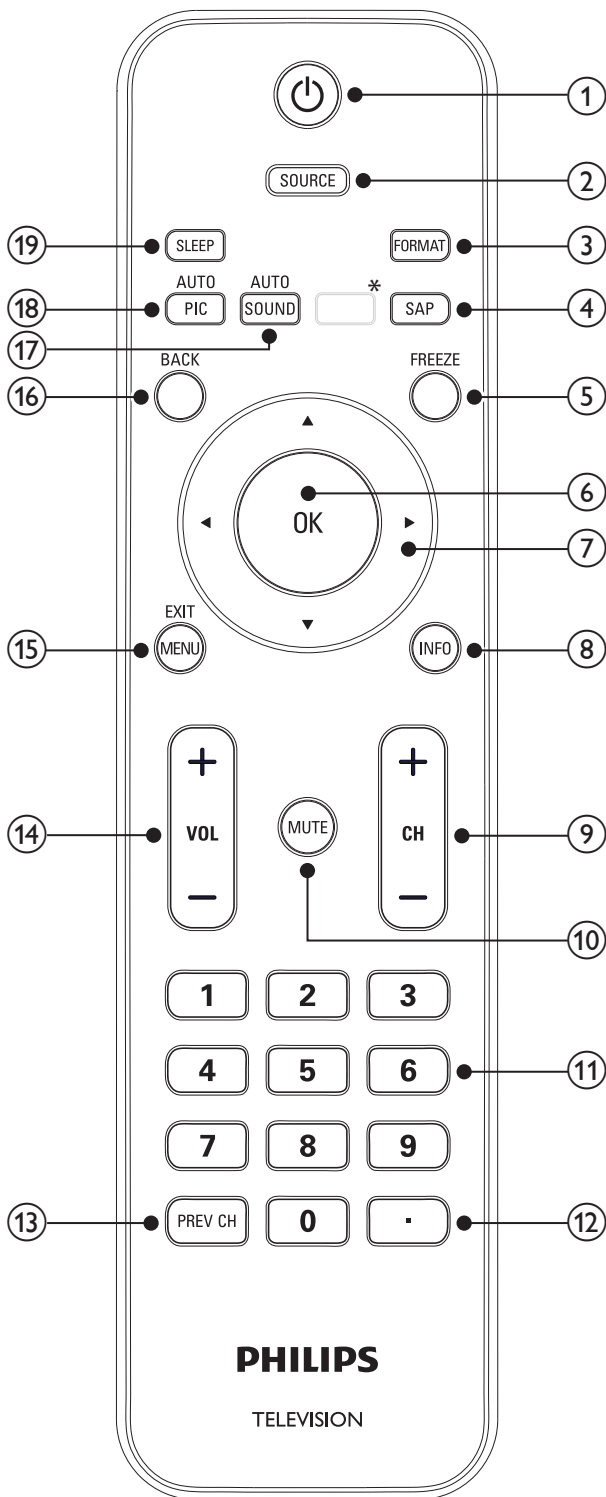 1
SOURCE
2
19
SLEEP
FORMAT
3
AUTO
AUTO
*
18
PIC
SOUND
SAP
4
17
BACK
FREEZE
16
5
6
OK
7
EXIT
15
MENU
INFO
8
+
+
14
VOL
MUTE
CH
9
–
–
10
1 2 3
4 5 6
11
7 8 9
13
PREV CH
0
.
12
PHILIPS
TELEVISION